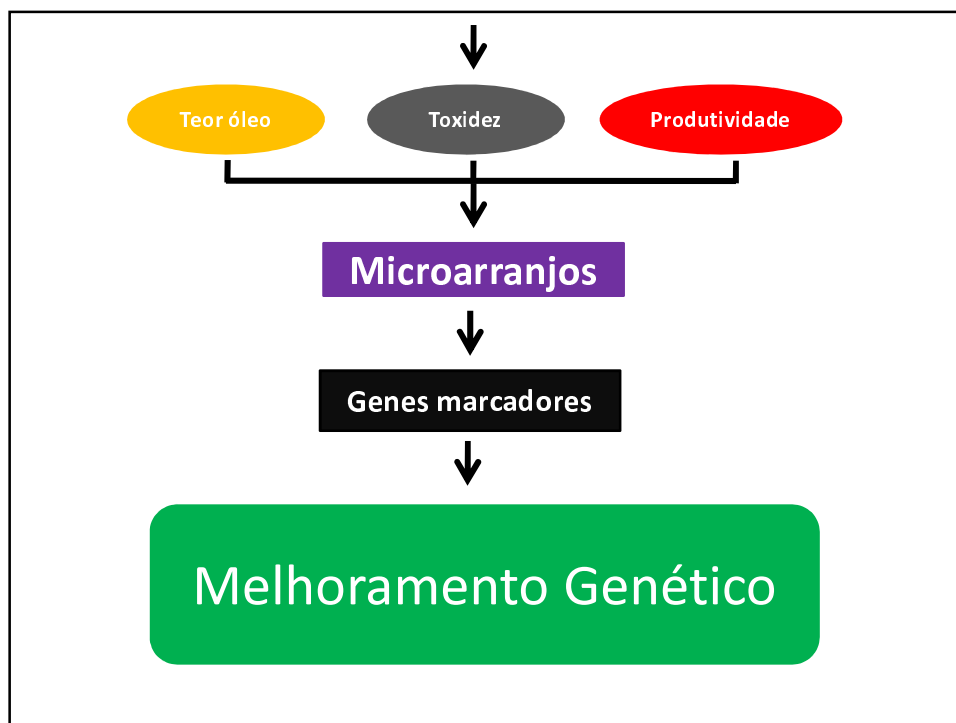 Teor óleo
Toxidez
Produtividade
Microarranjos
Genes marcadores
Melhoramento Genético